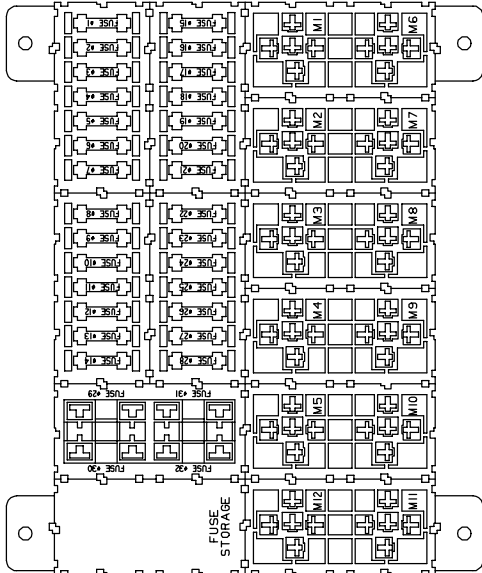 FUSE #1
FUSE #15
M1
M6
FUSE #2
FUSE #16
FUSE #3
FUSE #17
FUSE #4
FUSE #18
FUSE #5
FUSE #19
M2
M7
FUSE #6
FUSE #20
FUSE #7
FUSE #21
FUSE #8
FUSE #22
M3
M8
FUSE #9
FUSE #23
FUSE #10
FUSE #24
FUSE #11
FUSE #25
FUSE #12
FUSE #26
M4
M9
FUSE #13
FUSE #27
FUSE #14
FUSE #28
FUSE #29
FUSE #31
M5
M10
FUSE #30
FUSE #32
FUSE
STORAGE
M12
M11